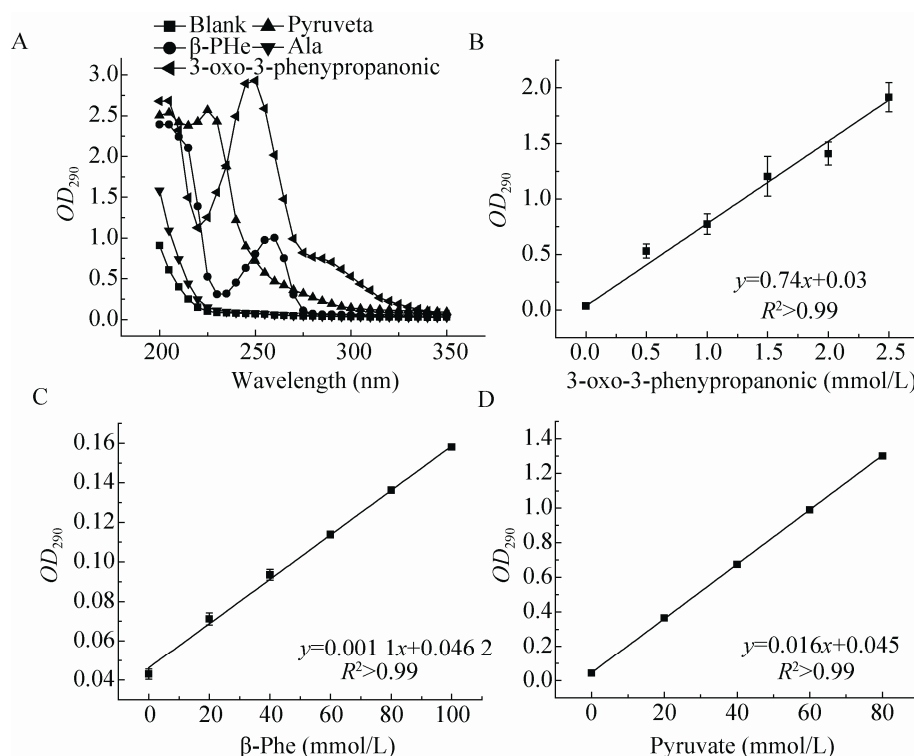 A
Blank
Pyruveta
β-PHe
Ala
3-oxo-3-phenypropanonic
3.0
2.5
2.0
1.5
1.0
0.5
0.0
OD290
200 250 300 350
Wavelength (nm)
B
2.0
1.5
1.0
0.5
0.0
OD290
y=0.74x+0.03
R²>0.99
0.0 0.5 1.0 1.5 2.0 2.5
3-oxo-3-phenypropanonic (mmol/L)
C
0.16
0.14
0.12
0.10
0.08
0.06
0.04
OD290
y=0.001 1x+0.046 2
R²>0.99
0 20 40 60 80 100
β-Phe (mmol/L)
D
1.4
1.2
1.0
0.8
0.6
0.4
0.2
0.0
OD290
y=0.016x+0.045
R²>0.99
0 20 40 60 80
Pyruvate (mmol/L)